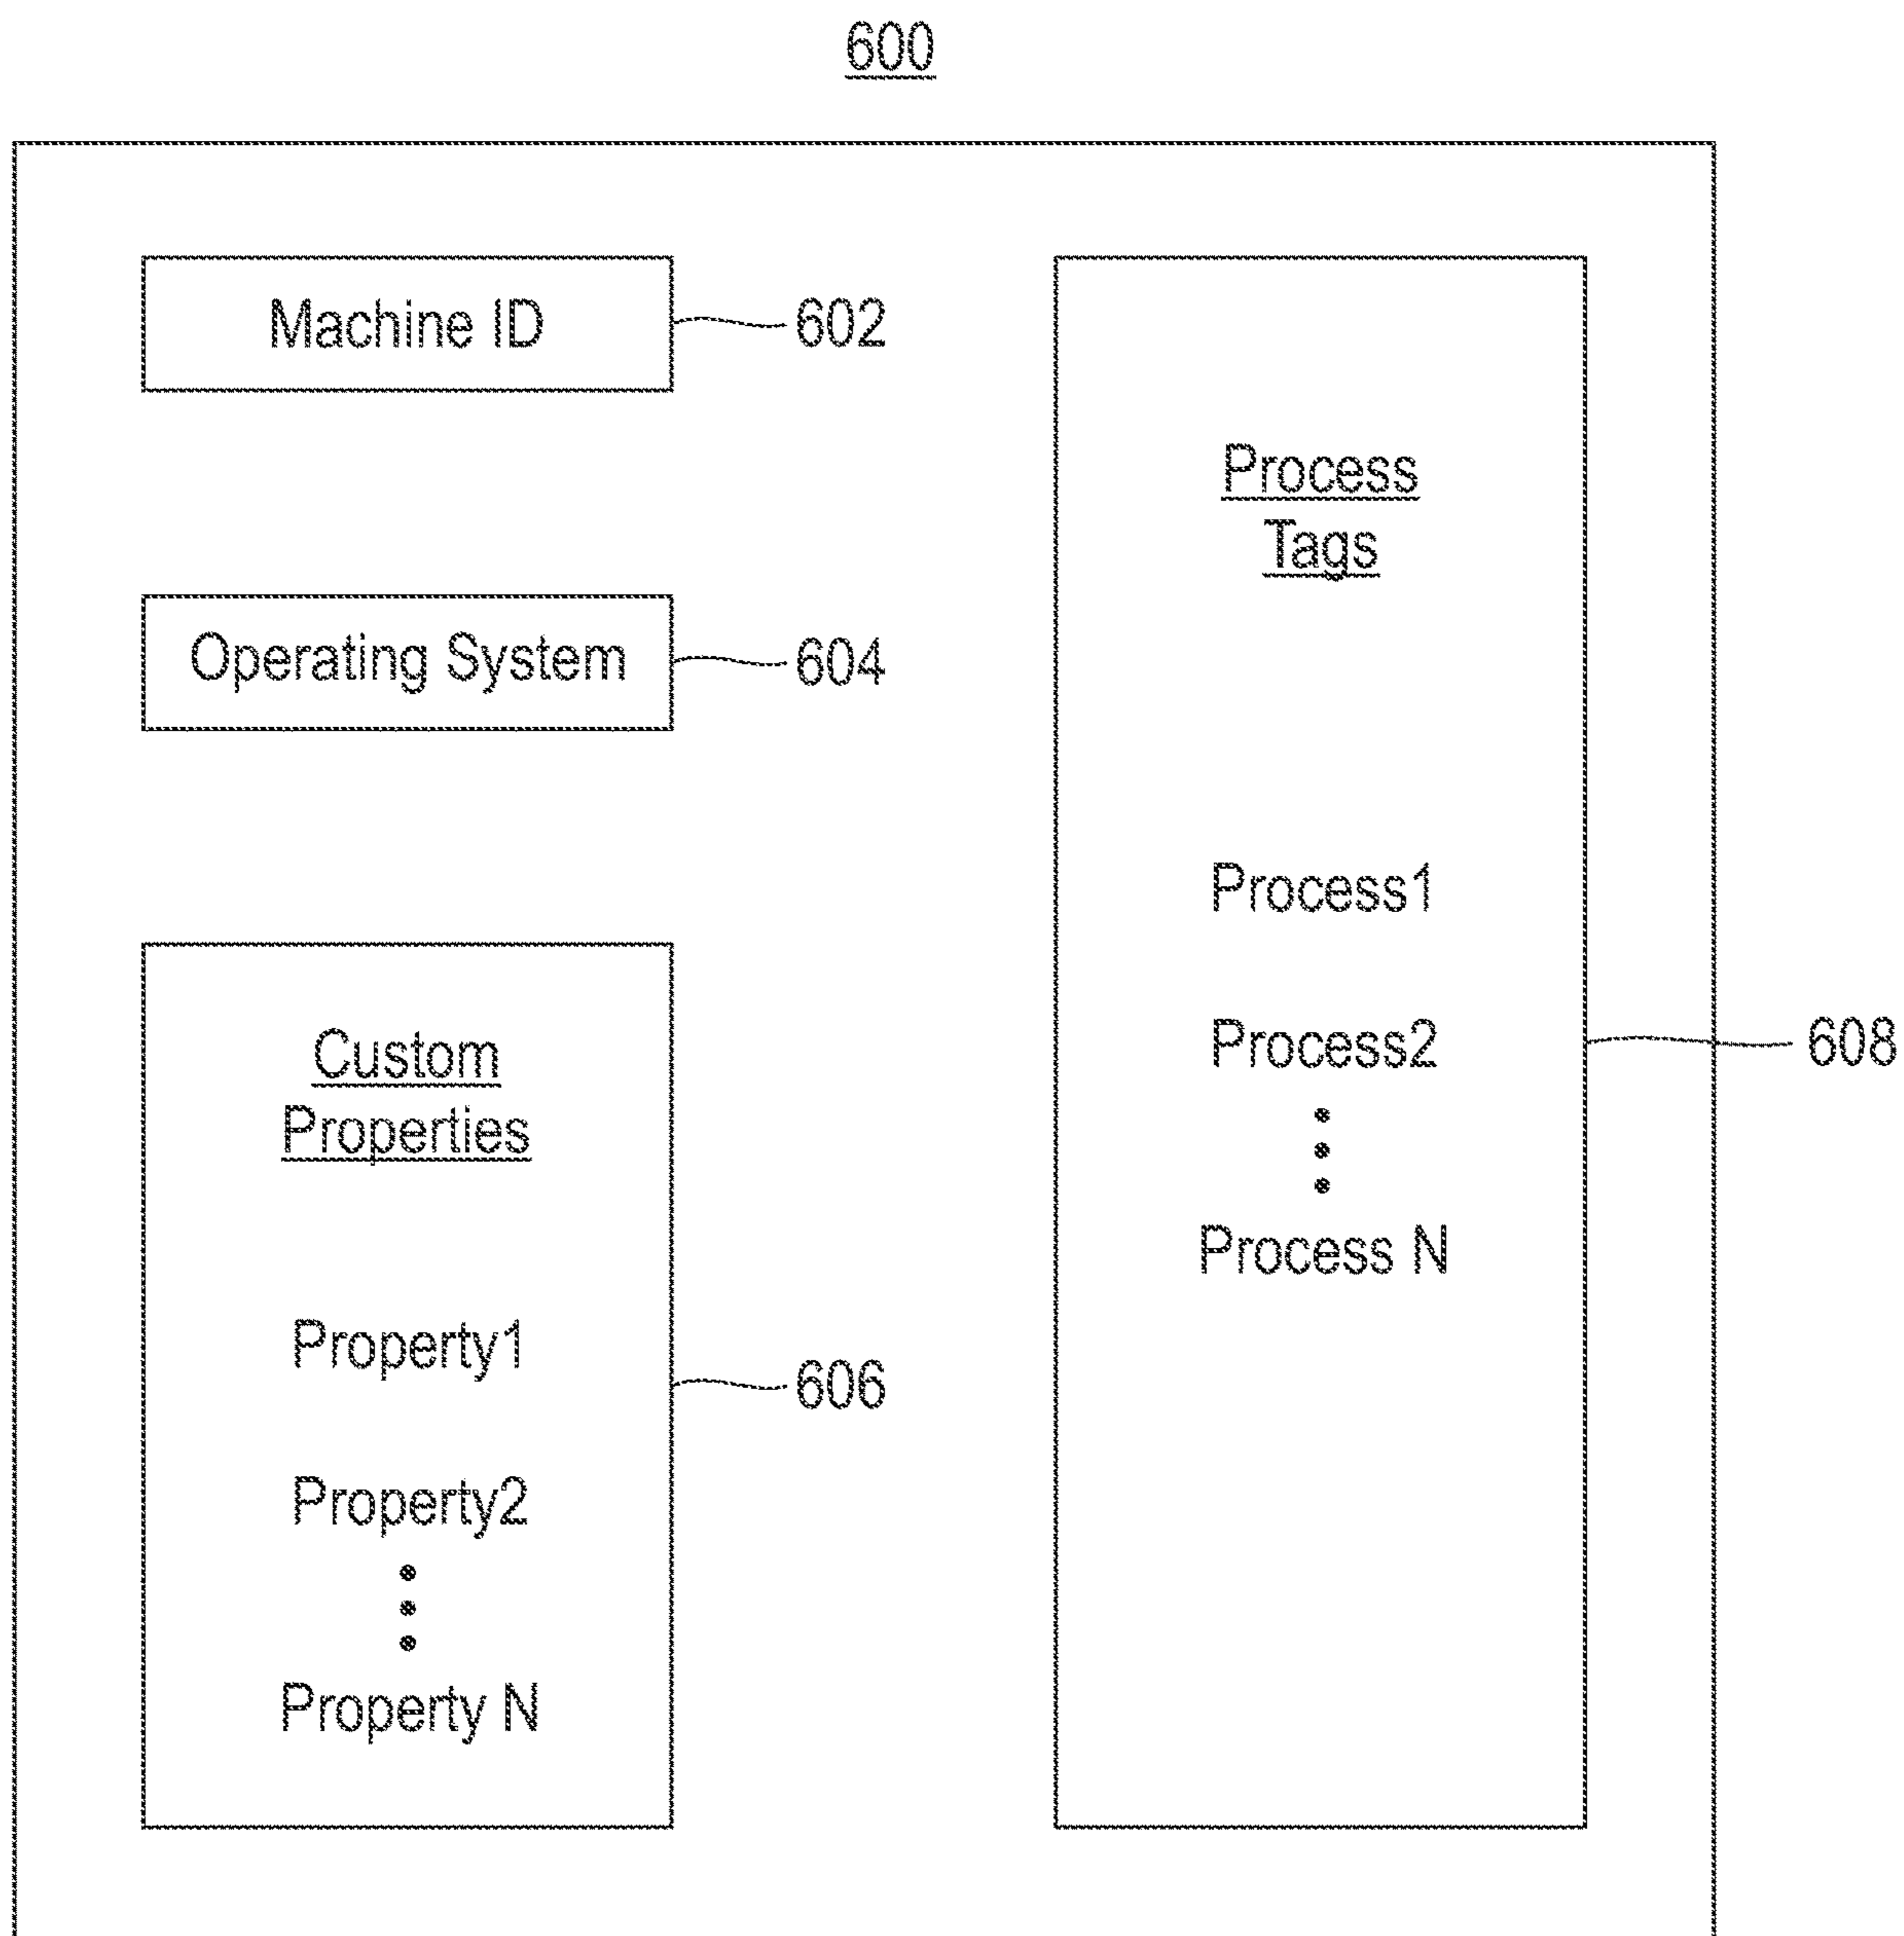 600
Machine ID
602
Operating System
604
Custom
Properties
Property1
Property2
Property N
606
Process
Tags
Process1
Process2
Process N
608